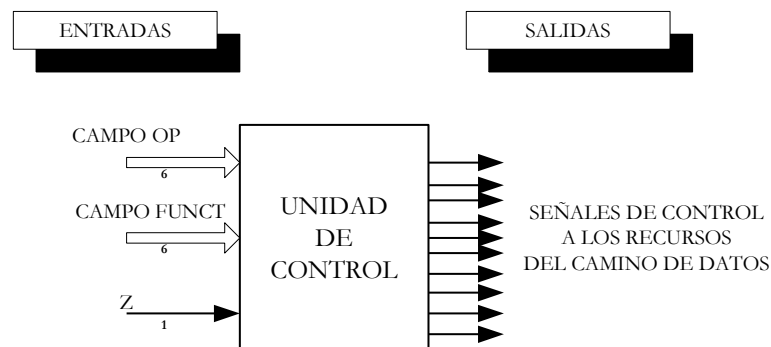 ENTRADAS
SALIDAS
CAMPO OP
6
CAMPO FUNCT
6
Z
1
UNIDAD
DE
CONTROL
SEÑALES DE CONTROL
A LOS RECURSOS
DEL CAMINO DE DATOS